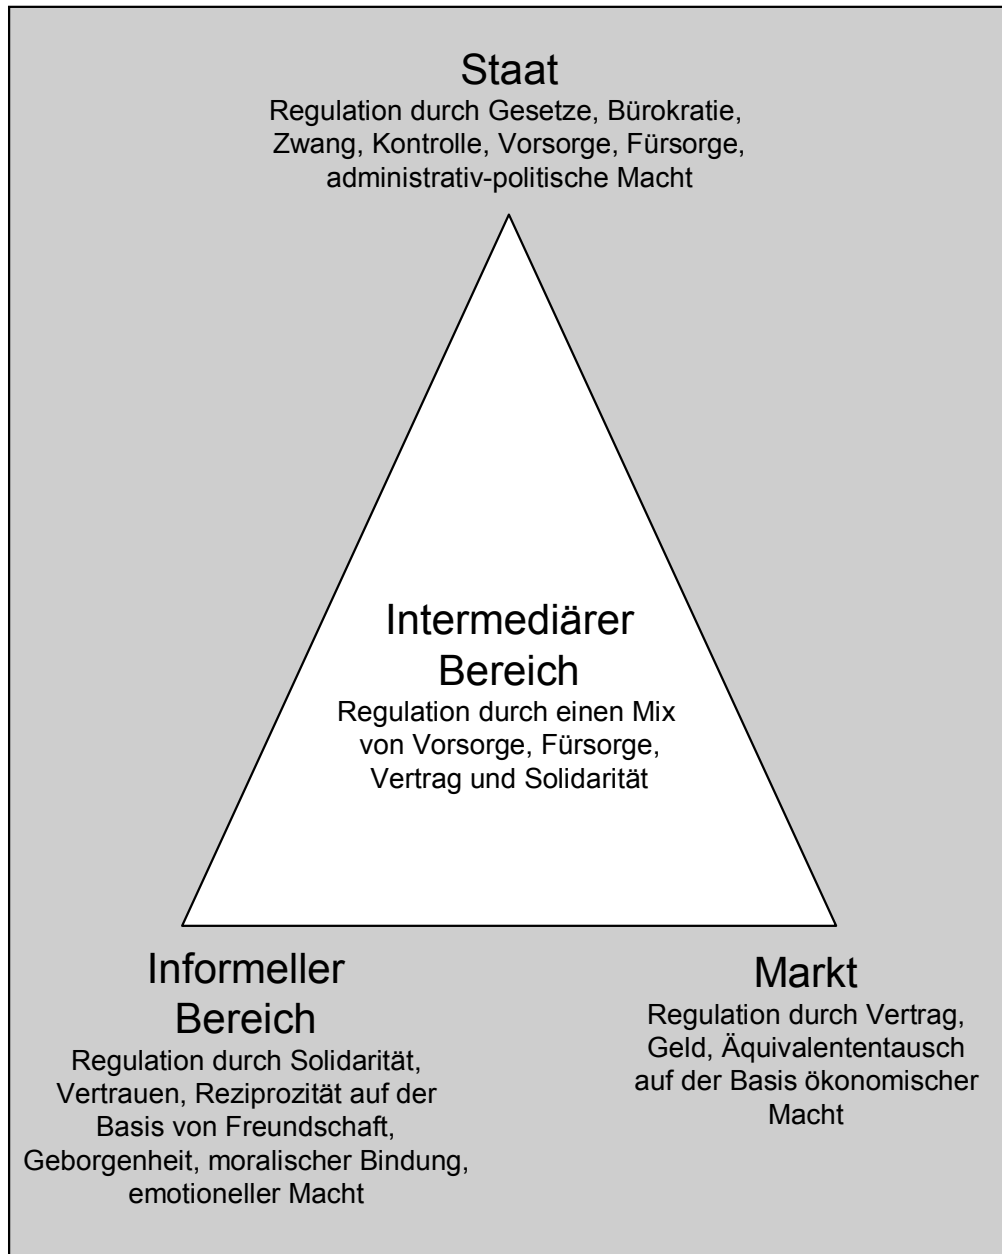 Staat
Regulation durch Gesetze, Bürokratie,
Zwang, Kontrolle, Vorsorge, Fürsorge,
administrativ-politische Macht
Intermediärer
Bereich
Regulation durch einen Mix
von Vorsorge, Fürsorge,
Vertrag und Solidarität
Informeller
Bereich
Regulation durch Solidarität,
Vertrauen, Reziprozität auf der
Basis von Freundschaft,
Geborgenheit, moralischer Bindung,
emotioneller Macht
Markt
Regulation durch Vertrag,
Geld, Äquivalententausch
auf der Basis ökonomischer
Macht